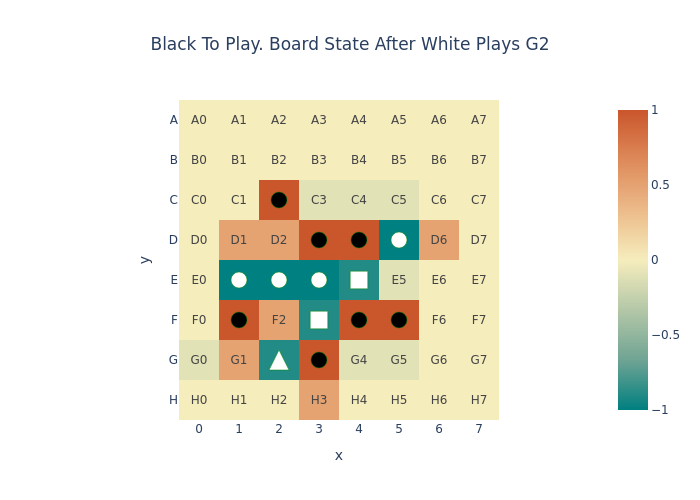 Black To Play. Board State After White Plays G2
A A0 A1 A2 A3 A4 A5 A6 A7
B B0 B1 B2 B3 B4 B5 B6 B7
C C0 C1 C3 C4 C5 C6 C7
D D0 D1 D2 D6 D7
E E0 E5 E6 E7
F F0 F2 F6 F7
G G0 G1 G4 G5 G6 G7
H H0 H1 H2 H3 H4 H5 H6 H7
0 1 2 3 4 5 6 7
x
y
1
0.5
0
−0.5
−1